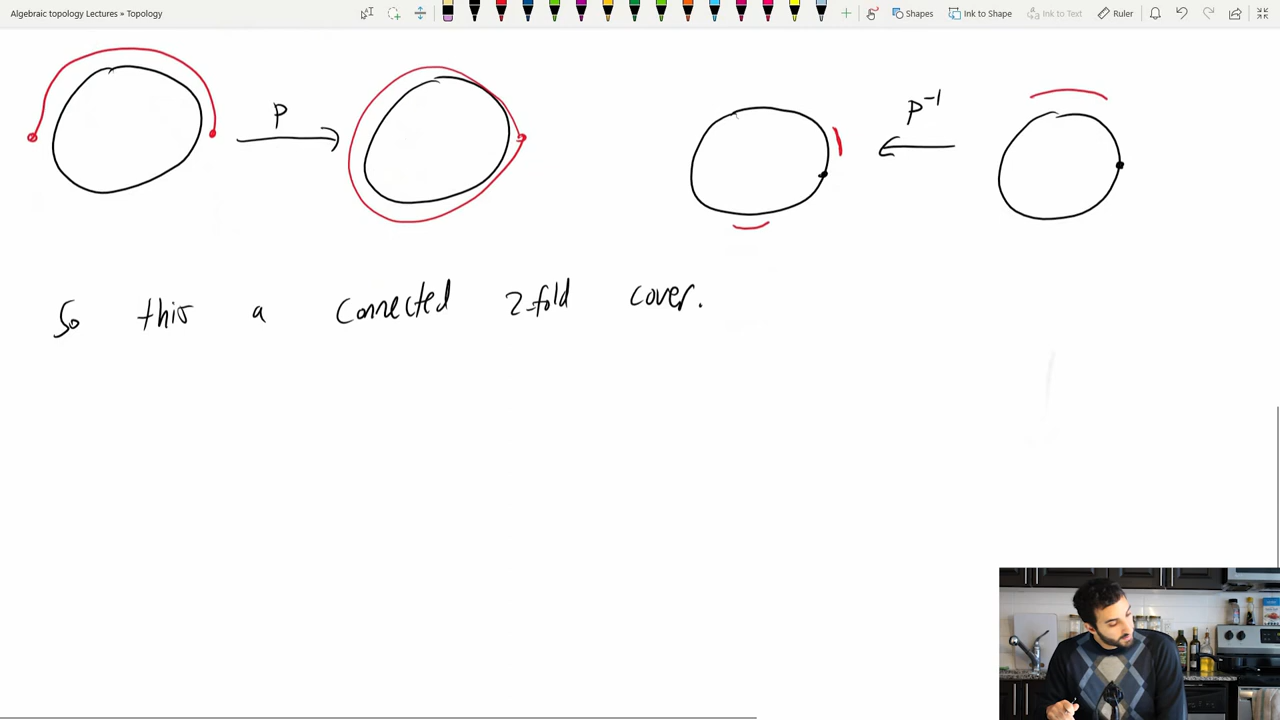 Algebraic topology Lectures – Topology
Shapes
Ink to Shape
Ink to Text
Ruler
P
P⁻¹
So this a connected 2-fold cover.